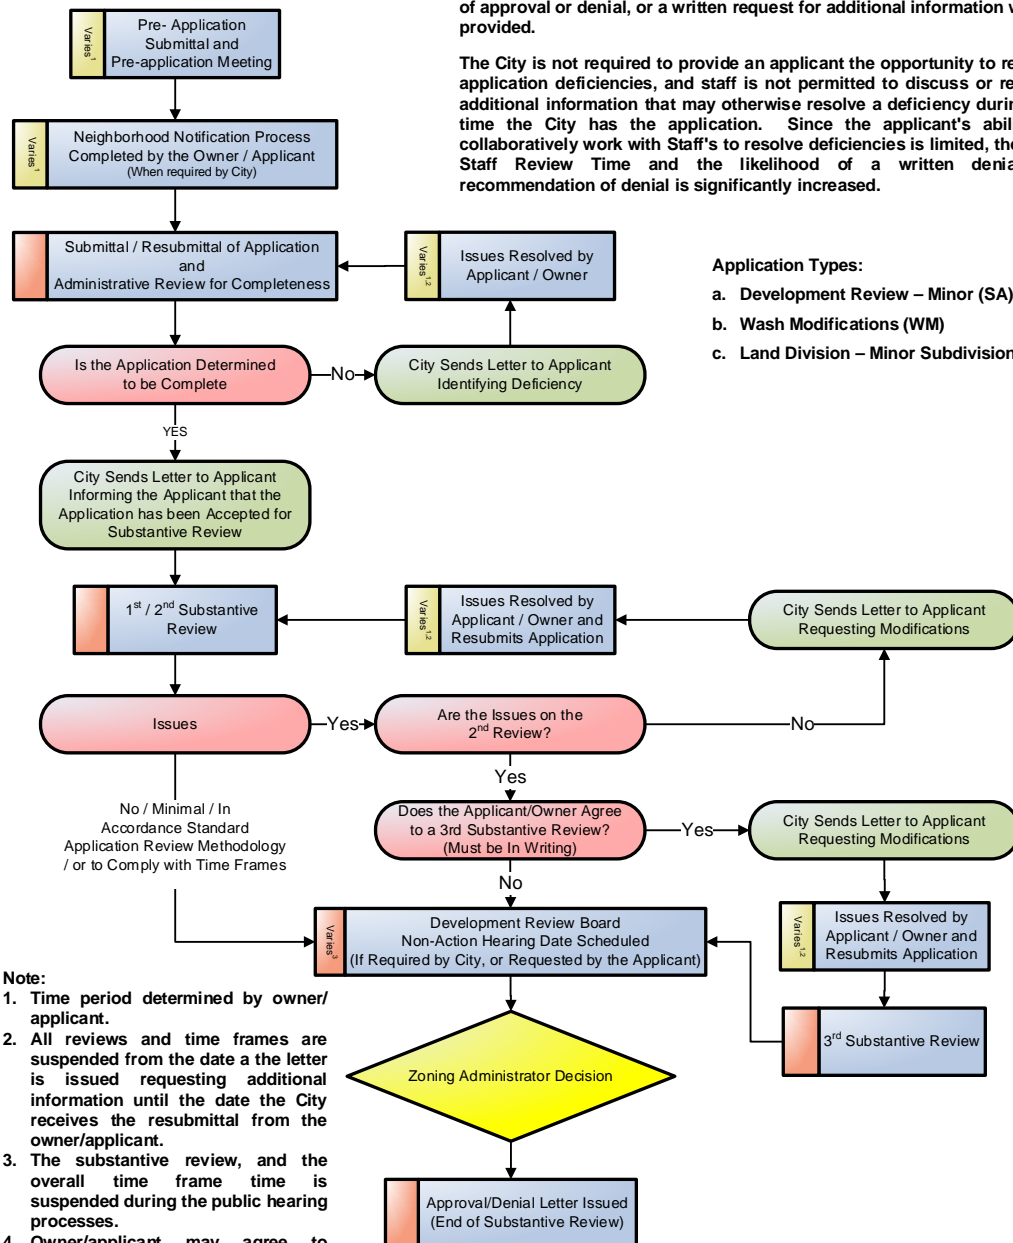 of approval or denial, or a written request for additional information
provided.
The City is not required to provide an applicant the opportunity to
application deficiencies, and staff is not permitted to discuss or
additional information that may otherwise resolve a deficiency
time the City has the application. Since the applicant's
collaboratively work with Staff's to resolve deficiencies is limited,
Staff Review Time and the likelihood of a written
recommendation of denial is significantly increased.
Varies1
Pre- Application
Submittal and
Pre-application Meeting
Varies1
Neighborhood Notification Process
Completed by the Owner / Applicant
(When required by City)
Submittal / Resubmittal of Application
and
Administrative Review for Completeness
Varies1,2
Issues Resolved by
Applicant / Owner
Application Types:
a. Development Review – Minor (SA)
b. Wash Modifications (WM)
c. Land Division – Minor Subdivision
Is the Application Determined
to be Complete
No
City Sends Letter to Applicant
Identifying Deficiency
YES
City Sends Letter to Applicant
Informing the Applicant that the
Application has been Accepted for
Substantive Review
1st / 2nd Substantive
Review
Varies1,2
Issues Resolved by
Applicant / Owner and
Resubmits Application
City Sends Letter to Applicant
Requesting Modifications
Issues
Yes
Are the Issues on the
2nd Review?
No
Yes
No / Minimal / In
Accordance Standard
Application Review Methodology
/ or to Comply with Time Frames
Does the Applicant/Owner Agree
to a 3rd Substantive Review?
(Must be In Writing)
Yes
City Sends Letter to Applicant
Requesting Modifications
No
Varies3
Development Review Board
Non-Action Hearing Date Scheduled
(If Required by City, or Requested by the Applicant)
Varies1,2
Issues Resolved by
Applicant / Owner and
Resubmits Application
3rd Substantive Review
Zoning Administrator Decision
Approval/Denial Letter Issued
(End of Substantive Review)
Note:
1. Time period determined by owner/
applicant.
2. All reviews and time frames are
suspended from the date a the letter
is issued requesting additional
information until the date the City
receives the resubmittal from the
owner/applicant.
3. The substantive review, and the
overall time frame time is
suspended during the public hearing
processes.
4. Owner/applicant may agree to